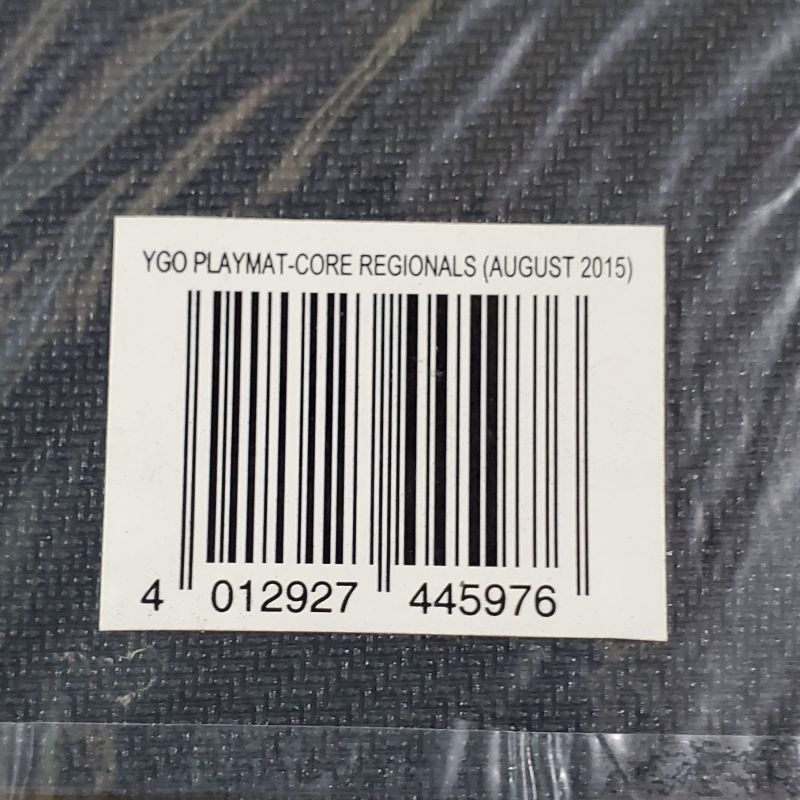 YGO PLAYMAT-CORE REGIONALS (AUGUST 2015)
4 012927 445976